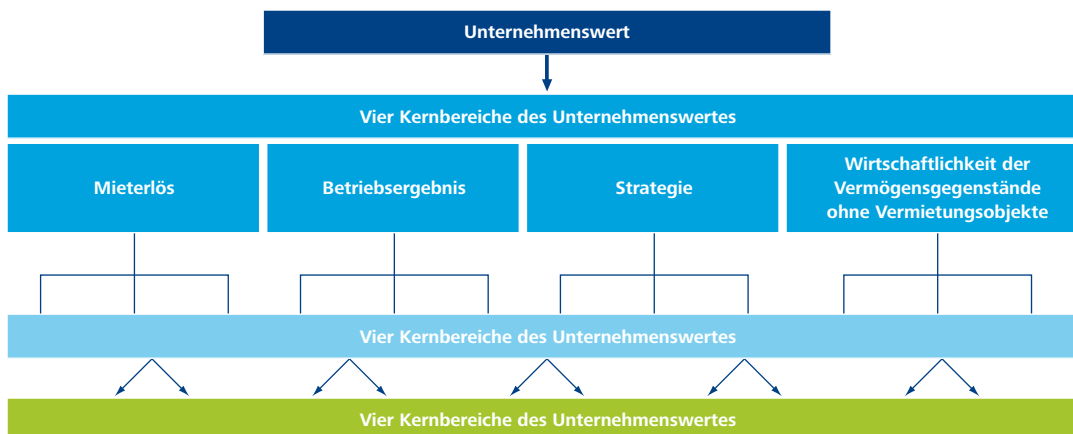 Unternehmenswert
Vier Kernbereiche des Unternehmenswertes
Mieterlös
Betriebsergebnis
Strategie
Wirtschaftlichkeit der
Vermögensgegenstände
ohne Vermietungsobjekte
Vier Kernbereiche des Unternehmenswertes
Vier Kernbereiche des Unternehmenswertes